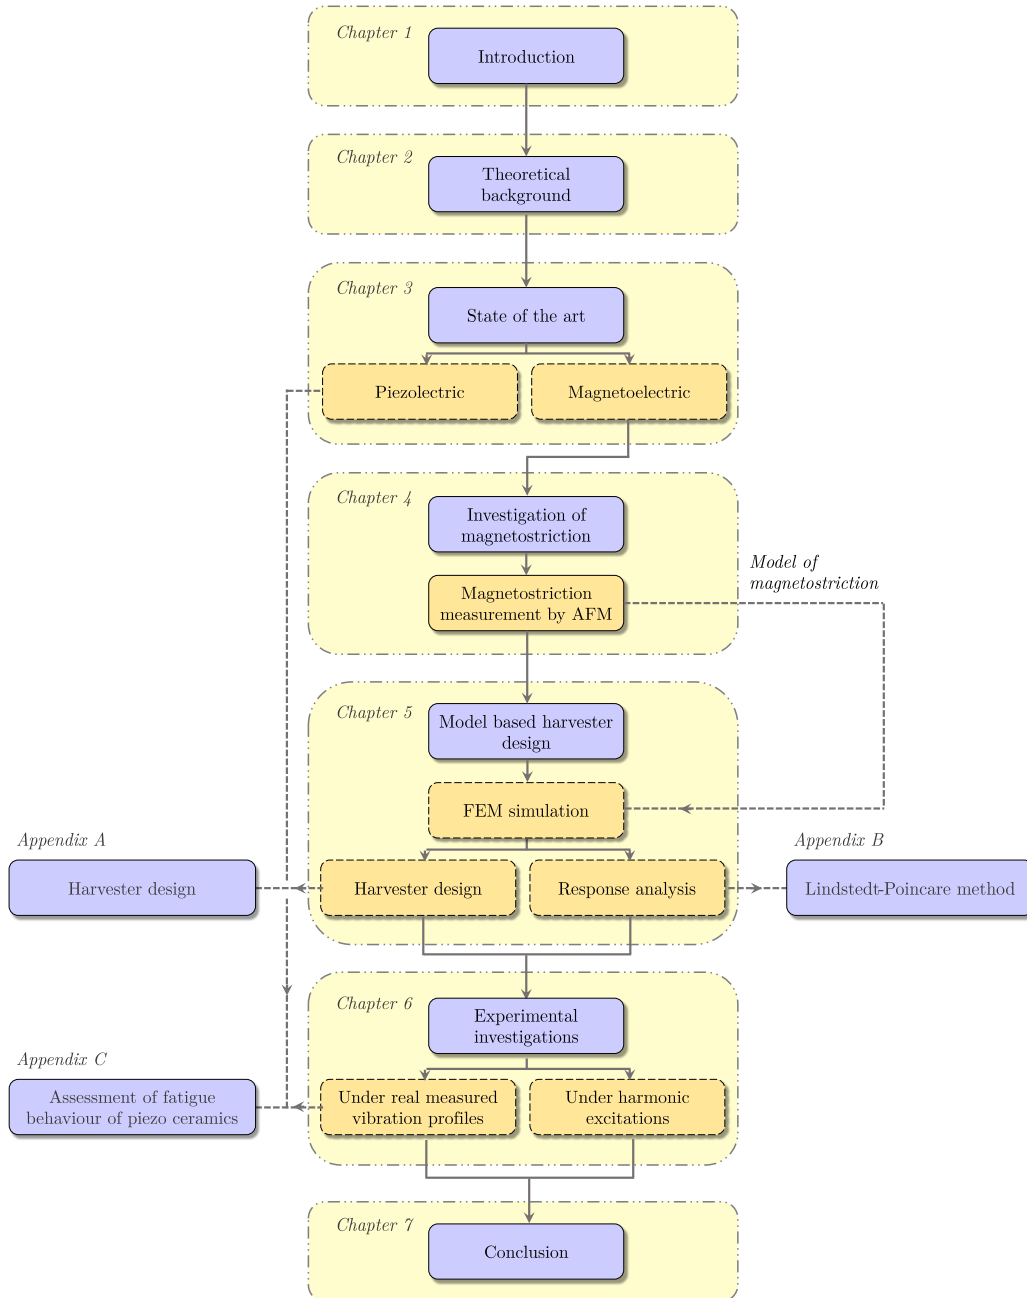 Chapter 1
Introduction
Chapter 2
Theoretical
background
Chapter 3
State of the art
Piezolectric
Magnetoelectric
Chapter 4
Investigation of
magnetostriction
Model of
magnetostriction
Magnetostriction
measurement by AFM
Chapter 5
Model based harvester
design
FEM simulation
Appendix A
Harvester design
Harvester design
Response analysis
Appendix B
Lindstedt-Poincare method
Chapter 6
Experimental
investigations
Appendix C
Assessment of fatigue
behaviour of piezo ceramics
Under real measured
vibration profiles
Under harmonic
excitations
Chapter 7
Conclusion